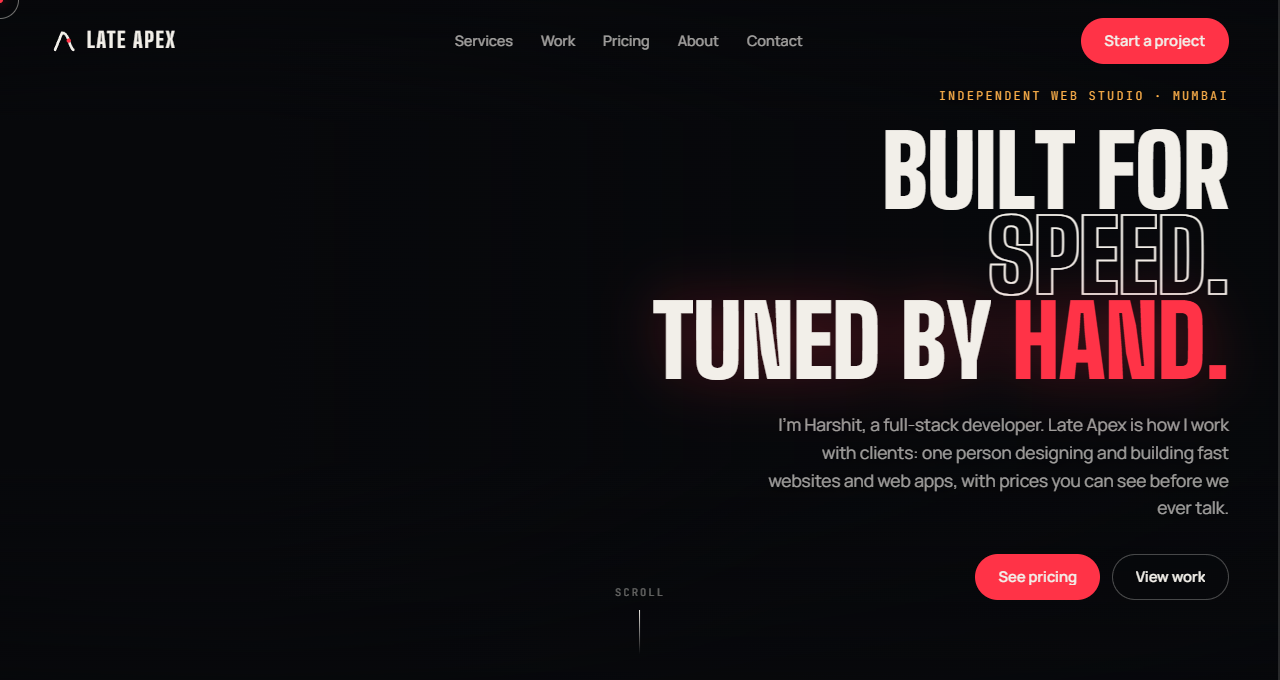 LATE APEX
Services
Work
Pricing
About
Contact
Start a project
INDEPENDENT WEB STUDIO · MUMBAI
BUILT FOR
SPEED.
TUNED BY HAND.
I'm Harshit, a full-stack developer. Late Apex is how I work
with clients: one person designing and building fast
websites and web apps, with prices you can see before we
ever talk.
See pricing
View work
SCROLL